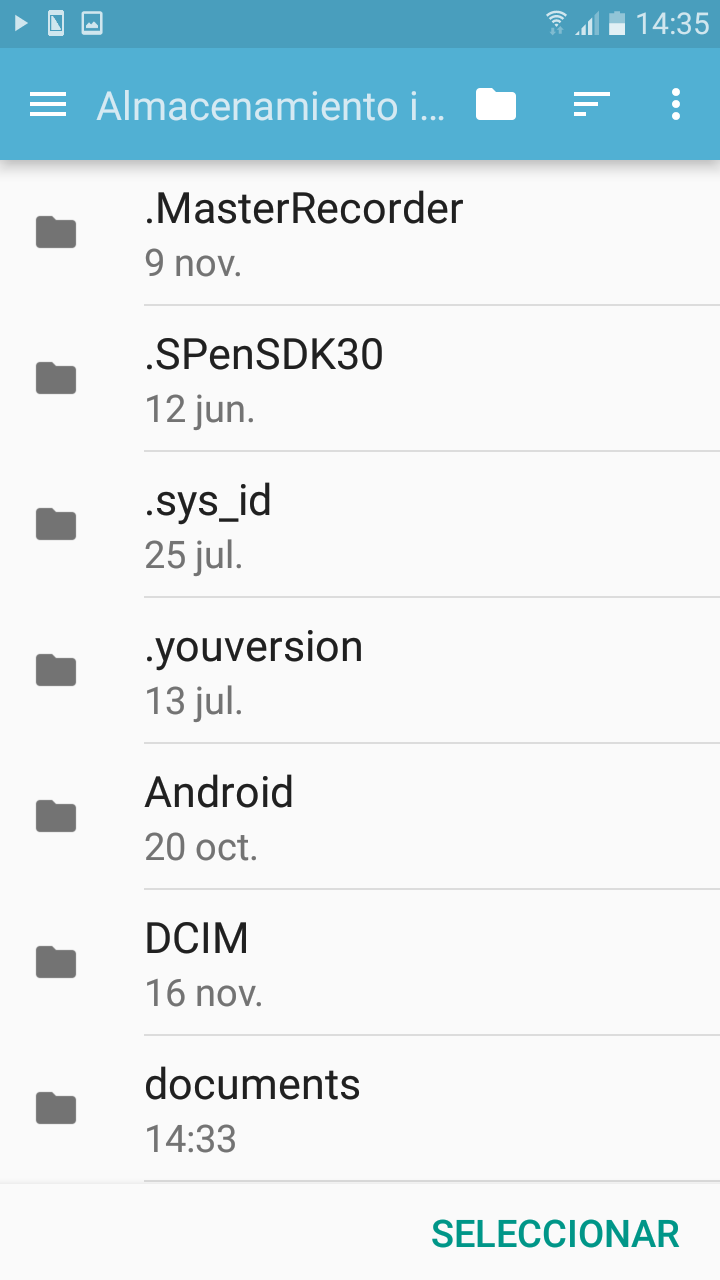 14:35
Almacenamiento i...
.MasterRecorder
9 nov.
.SPenSDK30
12 jun.
.sys_id
25 jul.
.youversion
13 jul.
Android
20 oct.
DCIM
16 nov.
documents
14:33
SELECCIONAR